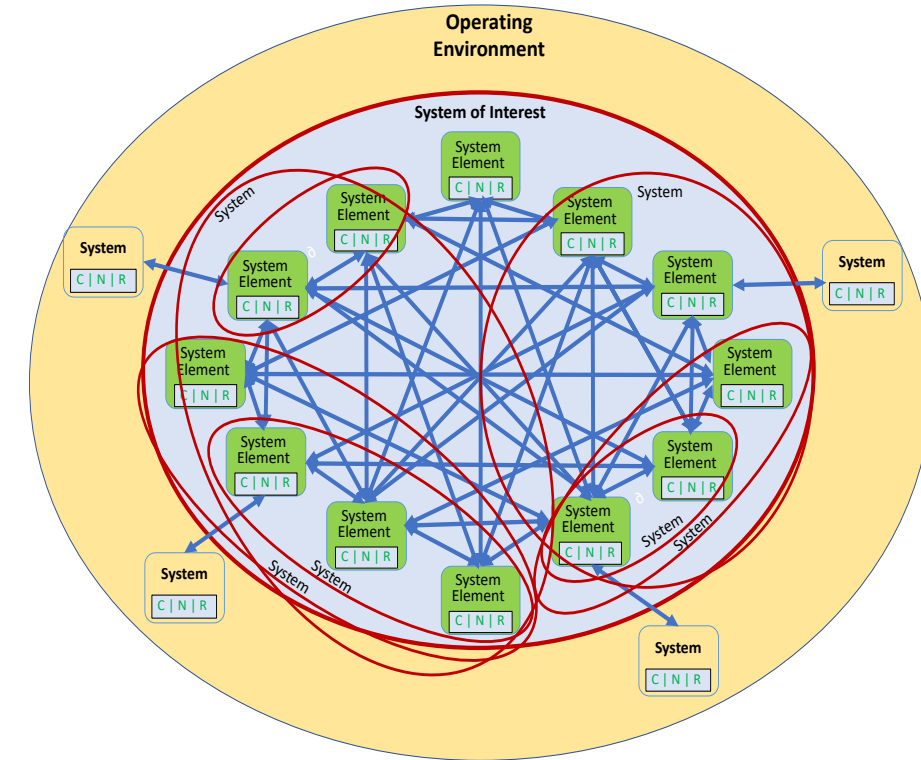 Operating
Environment
System of Interest
System
Element
C | N | R
System
System
Element
C | N | R
System
Element
C | N | R
System
System
C | N | R
System
Element
C | N | R
∂
System
Element
C | N | R
System
C | N | R
System
Element
C | N | R
System
Element
C | N | R
System
Element
C | N | R
System
Element
C | N | R
∂
System
Element
C | N | R
System
Element
C | N | R
System
System
System
C | N | R
System
System
System
Element
C | N | R
System
C | N | R